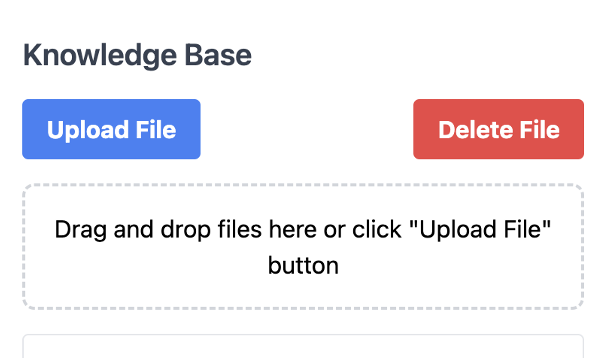 Knowledge Base
Upload File
Delete File
Drag and drop files here or click "Upload File"
button